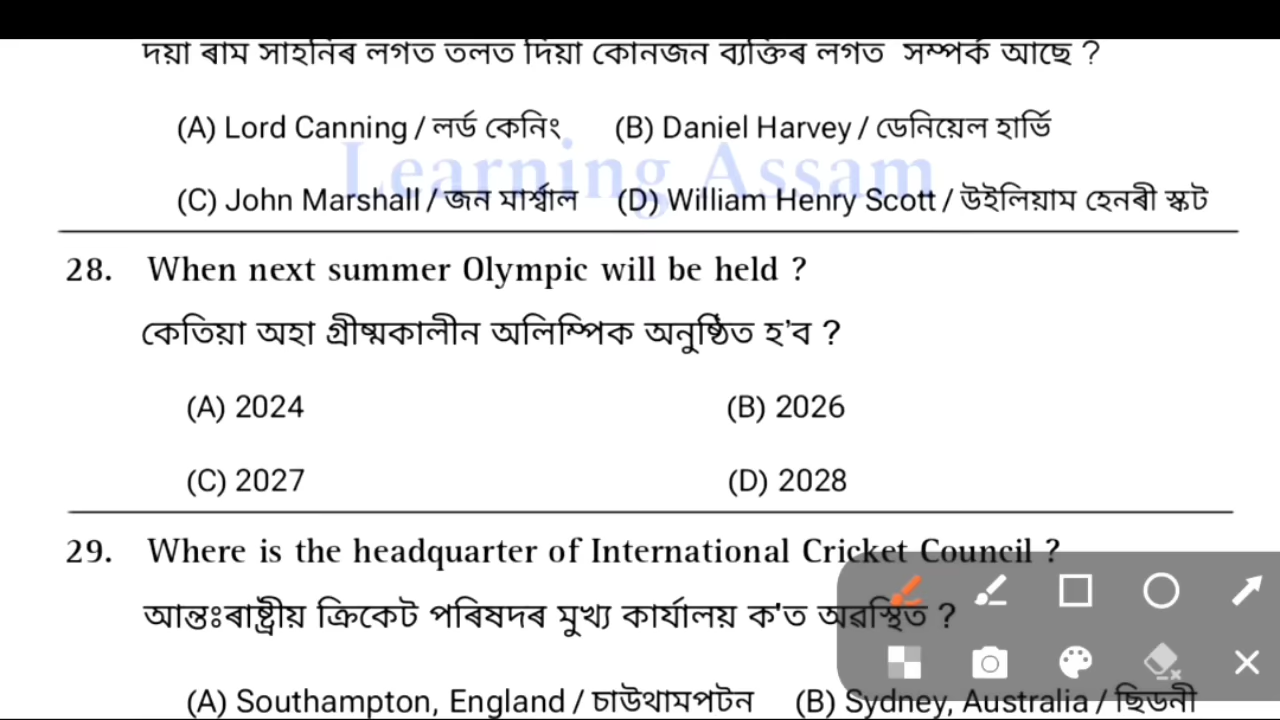 দয়া ৰাম সাহনিৰ লগত তলত দিয়া কোনজন ব্যক্তিৰ লগত সম্পৰ্ক আছে ?
(A) Lord Canning / লৰ্ড কেনিং (B) Daniel Harvey / ডেনিয়েল হাৰ্ভি
Learning Assam
(C) John Marshall / জন মাৰ্শ্বাল (D) William Henry Scott / উইলিয়াম হেনৰী স্কট
28. When next summer Olympic will be held ?
কেতিয়া অহা গ্ৰীষ্মকালীন অলিম্পিক অনুষ্ঠিত হ'ব ?
(A) 2024 (B) 2026
(C) 2027 (D) 2028
29. Where is the headquarter of International Cricket Council ?
আন্তঃৰাষ্ট্ৰীয় ক্ৰিকেট পৰিষদৰ মুখ্য কাৰ্যালয় ক'ত অৱস্থিত ?
(A) Southampton, England / চাউথামপটন (B) Sydney, Australia / ছিডনী